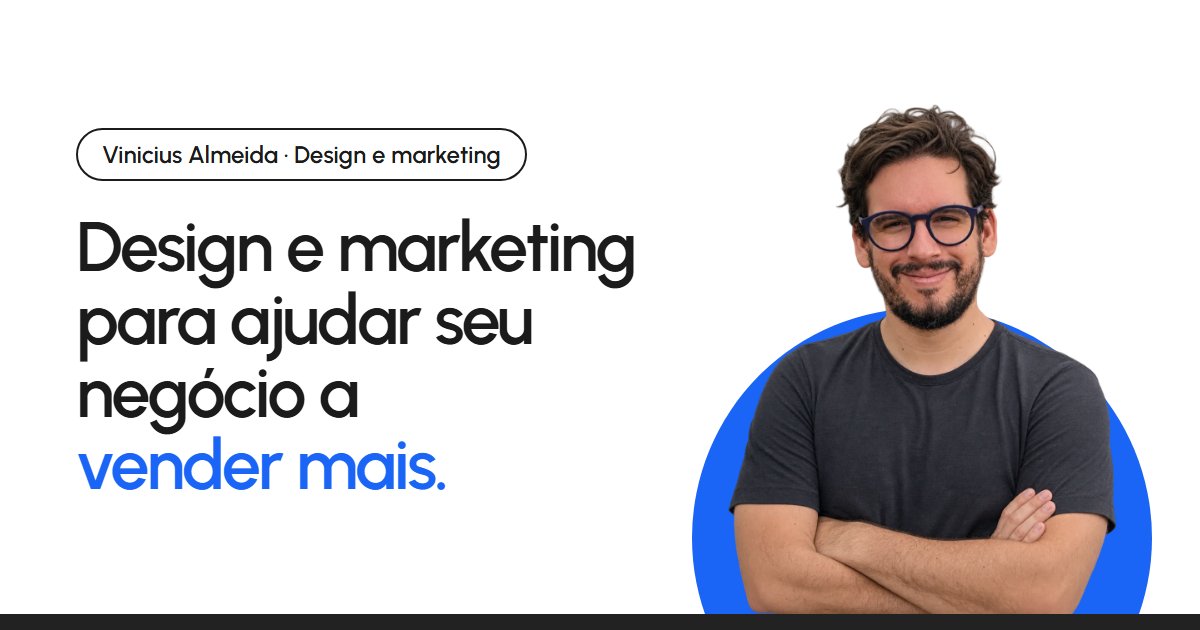 Vinicius Almeida · Design e marketing
Design e marketing
para ajudar seu
negócio a
vender mais.